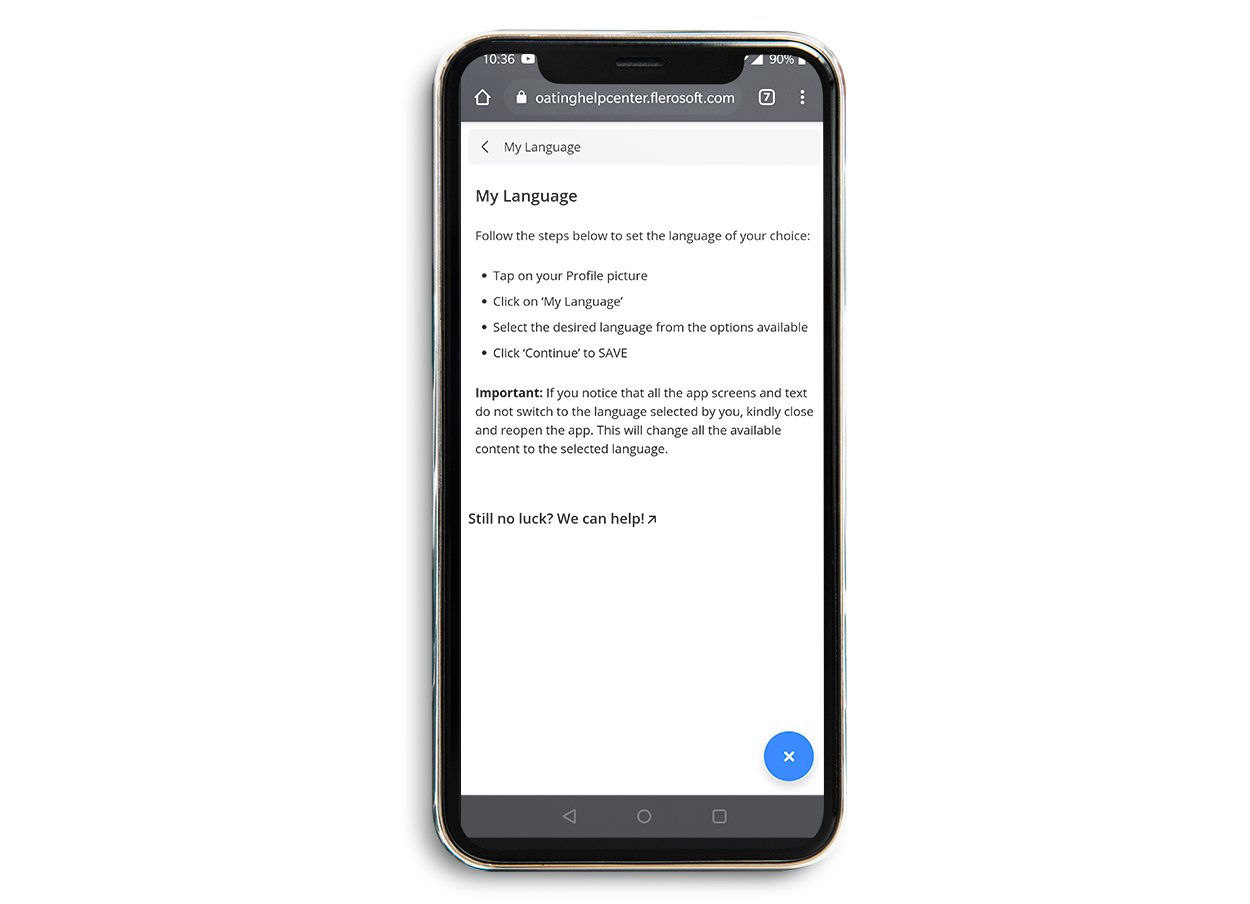 10:36 90%
oatinghelpcenter.flerosoft.com 7
My Language
My Language
Follow the steps below to set the language of your choice:
• Tap on your Profile picture
• Click on ‘My Language’
• Select the desired language from the options available
• Click ‘Continue’ to SAVE
Important: If you notice that all the app screens and text
do not switch to the language selected by you, kindly close
and reopen the app. This will change all the available
content to the selected language.
Still no luck? We can help!